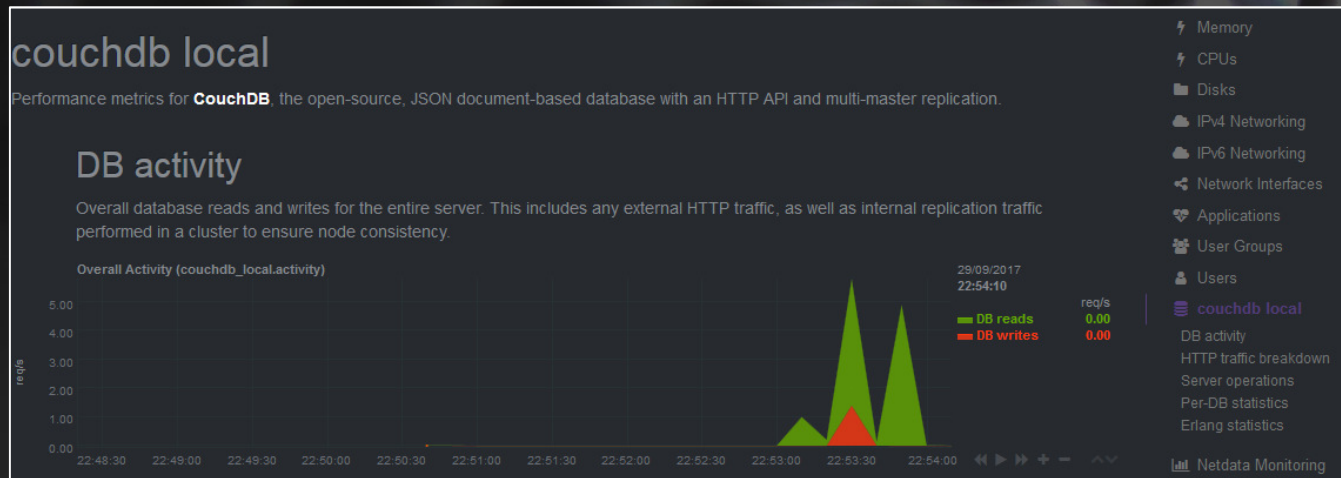 couchdb local
Performance metrics for CouchDB, the open-source, JSON document-based database with an HTTP API and multi-master replication.
DB activity
Overall database reads and writes for the entire server. This includes any external HTTP traffic, as well as internal replication traffic
performed in a cluster to ensure node consistency.
Overall Activity (couchdb_local.activity)
29/09/2017
22:54:10
req/s
DB reads 0.00
DB writes 0.00
req/s
5.00
4.00
3.00
2.00
1.00
0.00
22:48:30 22:49:00 22:49:30 22:50:00 22:50:30 22:51:00 22:51:30 22:52:00 22:52:30 22:53:00 22:53:30 22:54:00
Memory
CPUs
Disks
IPv4 Networking
IPv6 Networking
Network Interfaces
Applications
User Groups
Users
couchdb local
DB activity
HTTP traffic breakdown
Server operations
Per-DB statistics
Erlang statistics
Netdata Monitoring